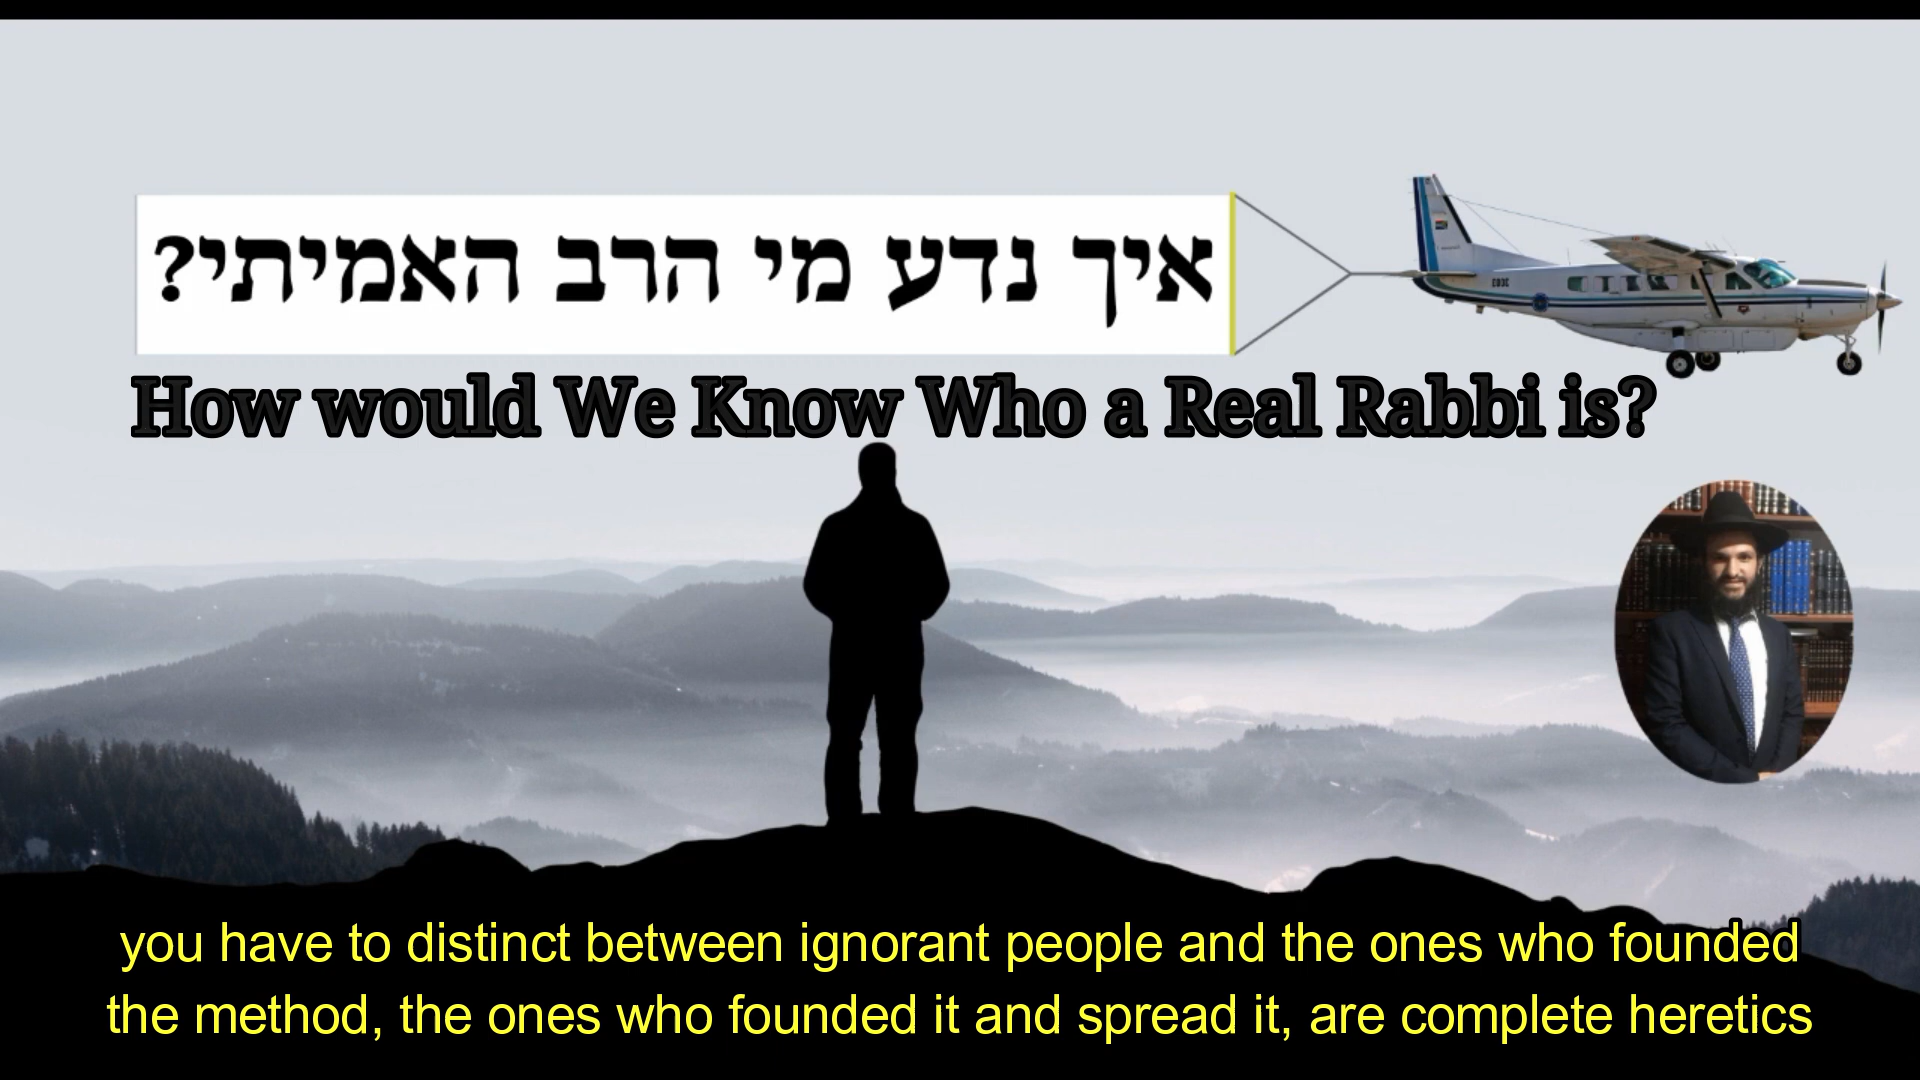 איך נדע מי הרב האמיתי?
How would We Know Who a Real Rabbi is?
you have to distinct between ignorant people and the ones who founded
the method, the ones who founded it and spread it, are complete heretics